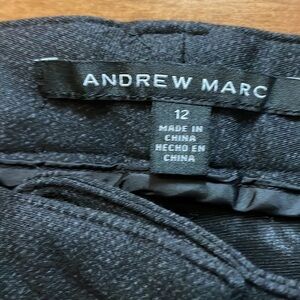 ANDREW MARC
12
MADE IN
CHINA
HECHO EN
CHINA